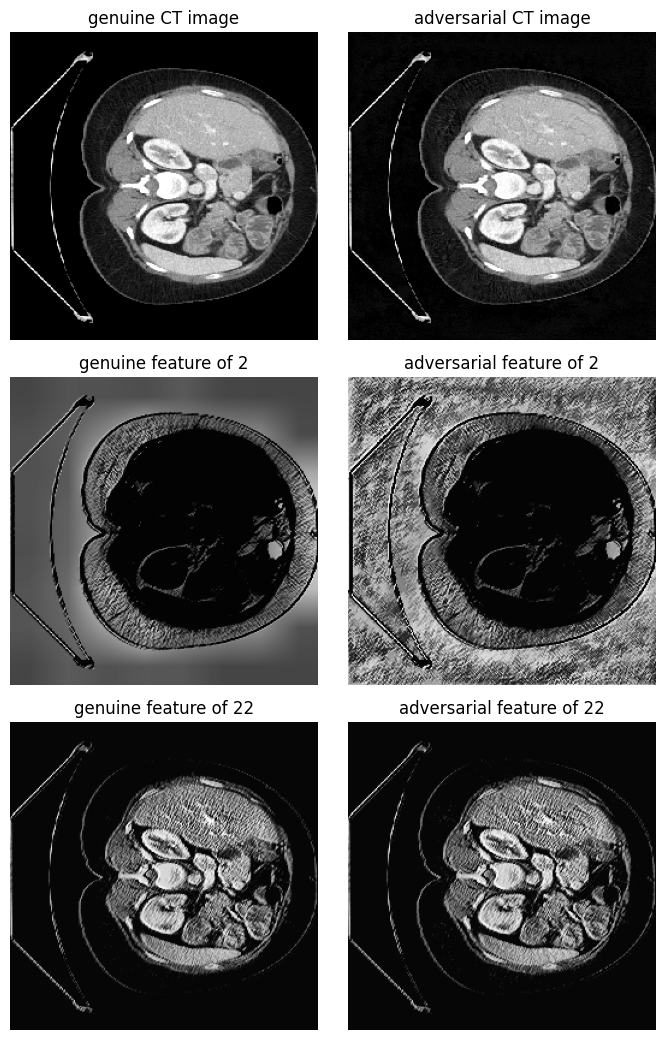 genuine CT image
adversarial CT image
genuine feature of 2
adversarial feature of 2
genuine feature of 22
adversarial feature of 22